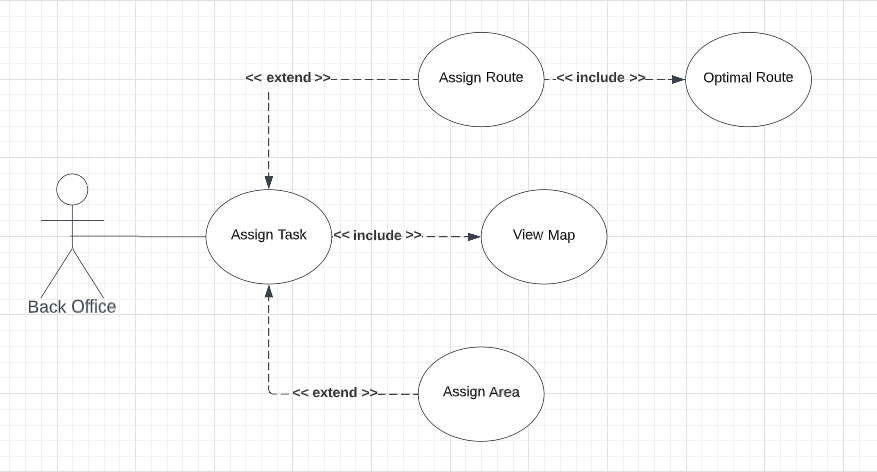 << extend >>
Assign Route
<< include >>
Optimal Route
Assign Task
<< include >>
View Map
Back Office
<< extend >>
Assign Area